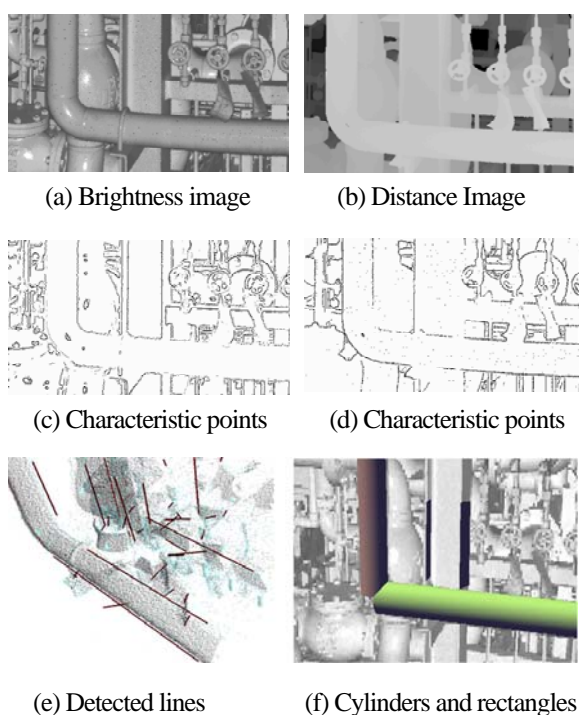 (a) Brightness image
(b) Distance Image
(c) Characteristic points
(d) Characteristic points
(e) Detected lines
(f) Cylinders and rectangles